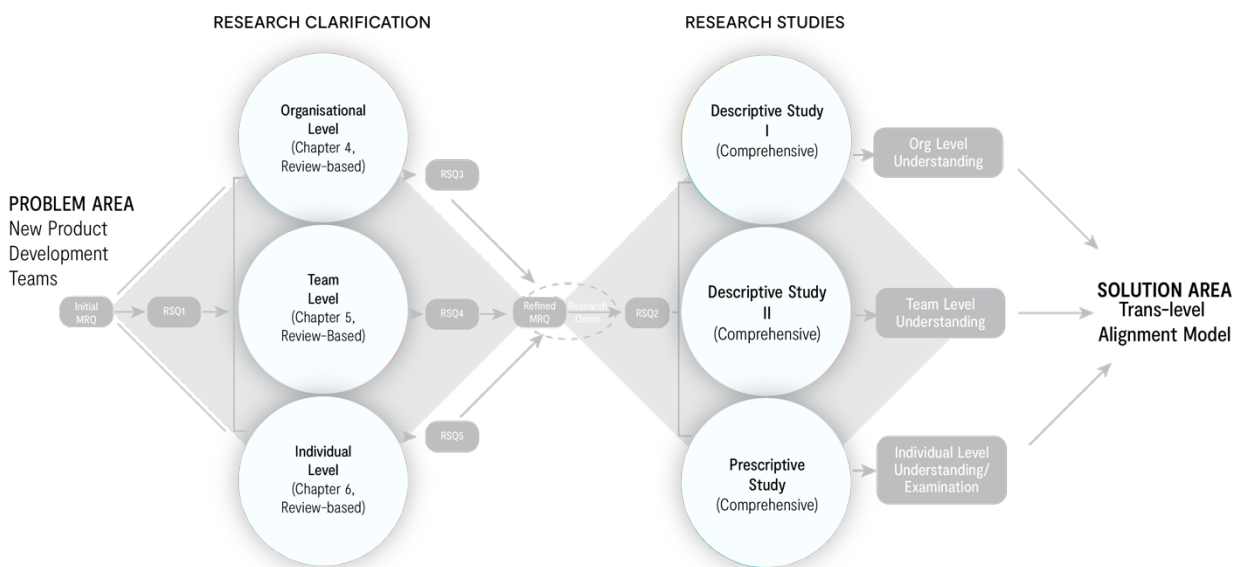 RESEARCH CLARIFICATION
RESEARCH STUDIES
PROBLEM AREA
New Product
Development
Teams
Initial
MRQ
RSQ1
Organisational
Level
(Chapter 4,
Review-based)
Team
Level
(Chapter 5,
Review-Based)
Individual
Level
(Chapter 6,
Review-based)
RSQ3
RSQ4
RSQ5
Refined
MRQ
Research
Onion
RSQ2
Descriptive Study
I
(Comprehensive)
Descriptive Study
II
(Comprehensive)
Prescriptive
Study
(Comprehensive)
Org Level
Understanding
Team Level
Understanding
Individual Level
Understanding/
Examination
SOLUTION AREA
Trans-level
Alignment Model